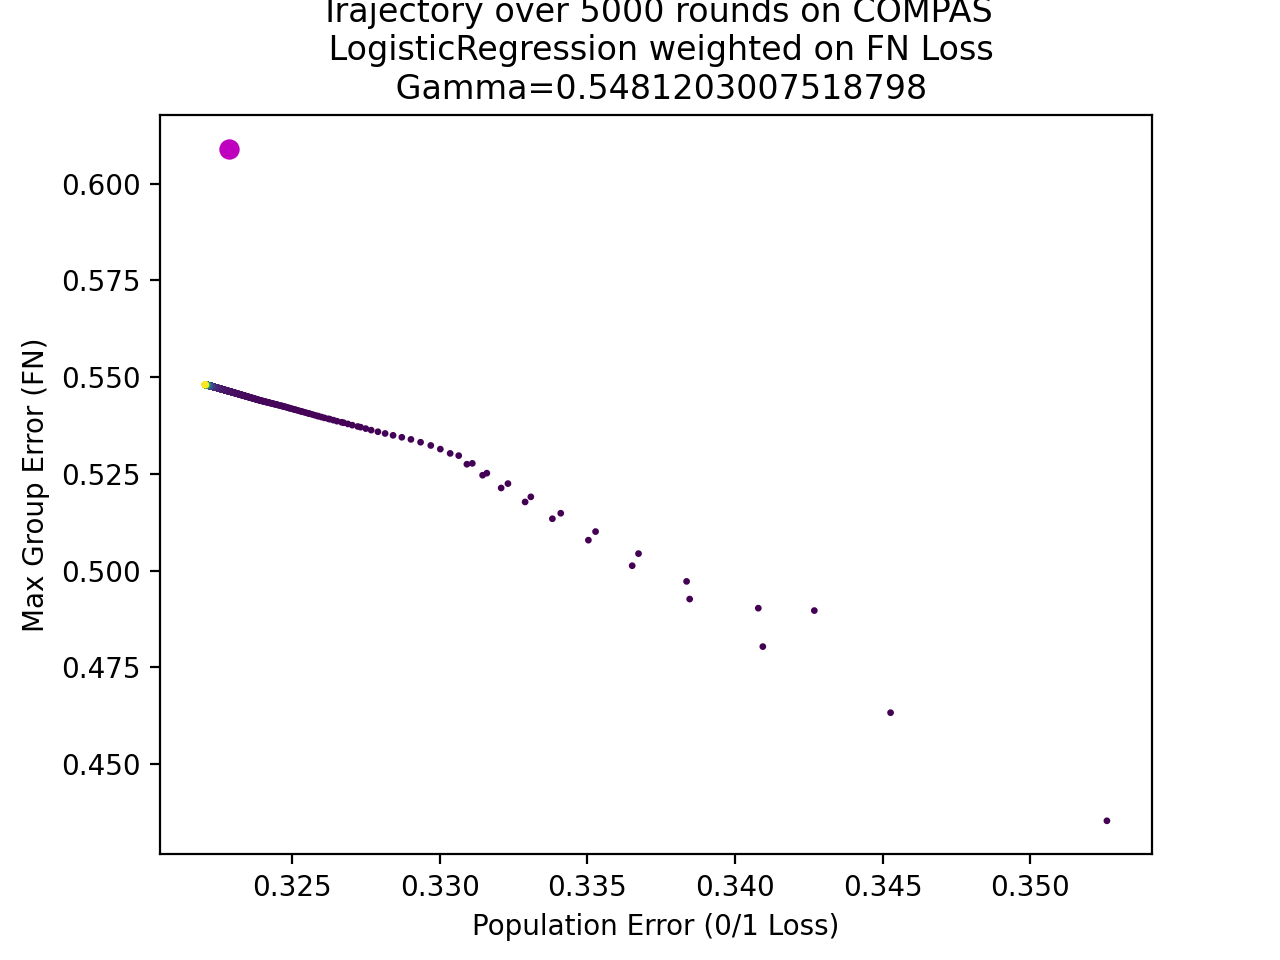 Trajectory over 5000 rounds on COMPAS
LogisticRegression weighted on FN Loss
Gamma=0.5481203007518798
0.600
0.575
0.550
0.525
0.500
0.475
0.450
Max Group Error (FN)
0.325 0.330 0.335 0.340 0.345 0.350
Population Error (0/1 Loss)